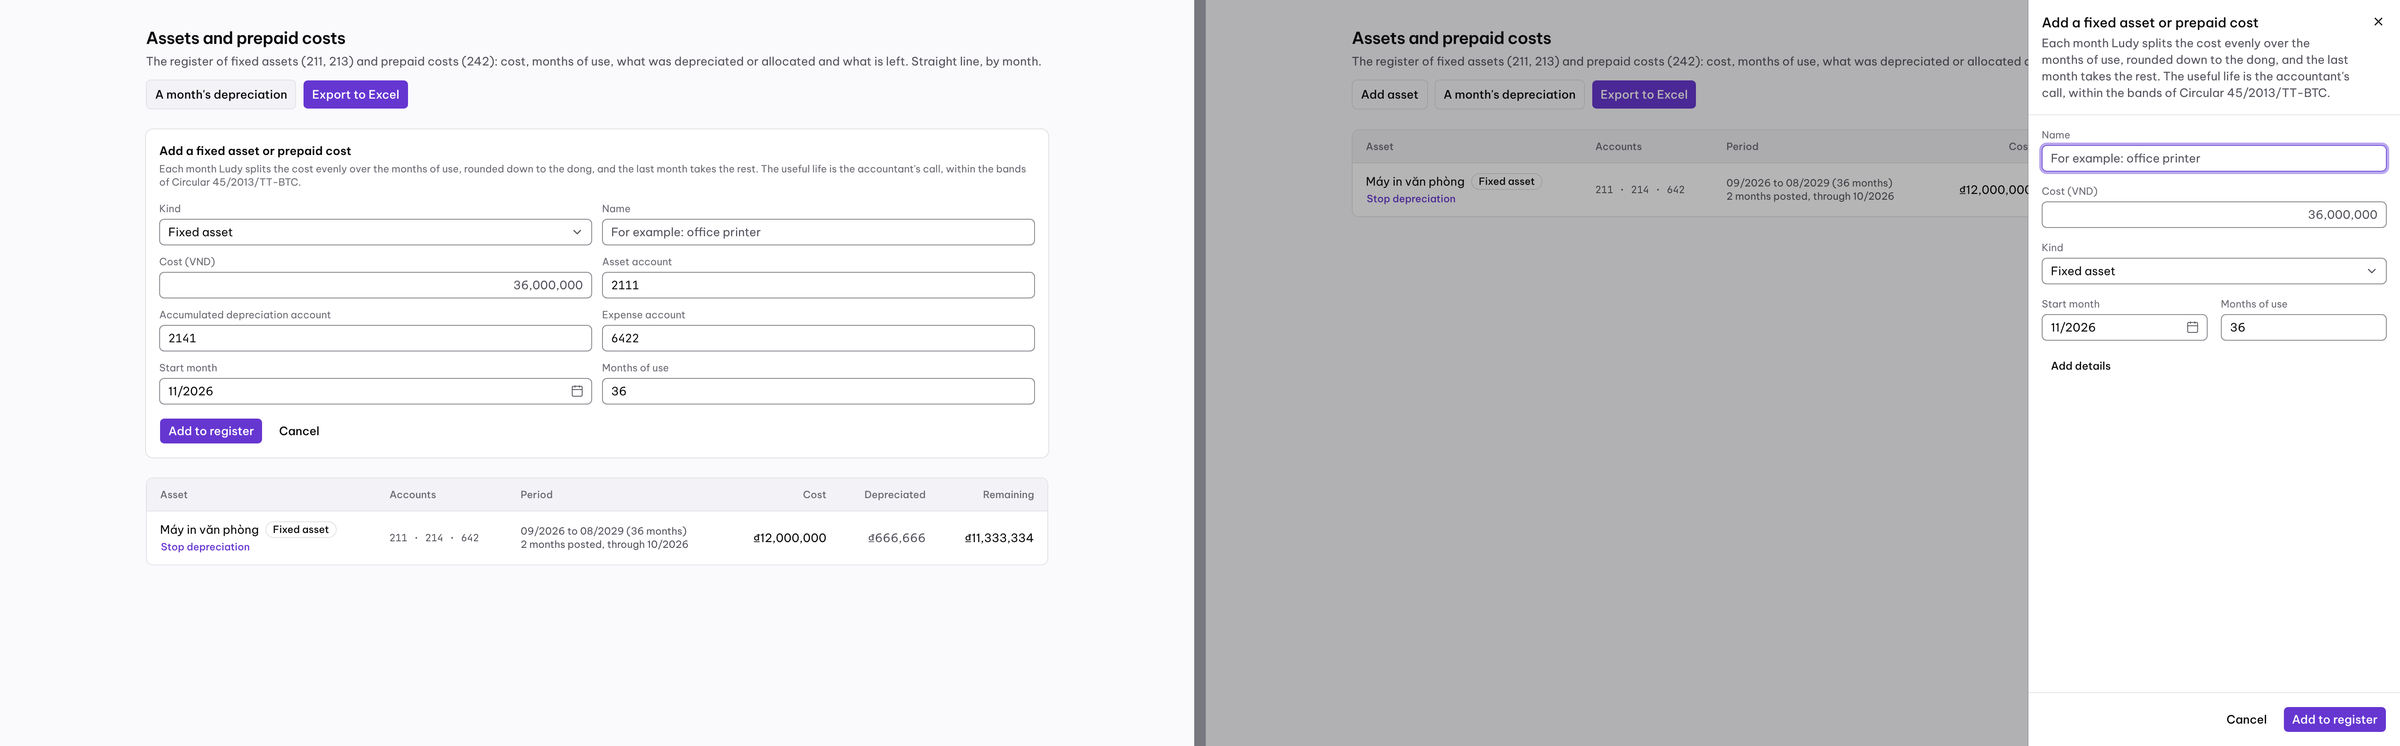 Assets and prepaid costs
The register of fixed assets (211, 213) and prepaid costs (242): cost, months of use, what was depreciated or allocated and what is left. Straight line, by month.
A month's depreciation
Export to Excel
Add a fixed asset or prepaid cost
Each month Ludy splits the cost evenly over the months of use, rounded down to the dong, and the last month takes the rest. The useful life is the accountant's call, within the bands
of Circular 45/2013/TT-BTC.
Kind
Name
Fixed asset
For example: office printer
Cost (VND)
Asset account
36,000,000
2111
Accumulated depreciation account
Expense account
2141
6422
Start month
Months of use
11/2026
36
Add to register
Cancel
Asset
Accounts
Period
Cost
Depreciated
Remaining
Máy in văn phòng
Fixed asset
Stop depreciation
211 · 214 · 642
09/2026 to 08/2029 (36 months)
2 months posted, through 10/2026
₫12,000,000
₫666,666
₫11,333,334
Assets and prepaid costs
The register of fixed assets (211, 213) and prepaid costs (242): cost, months of use, what was depreciated or allocated
Add asset
A month's depreciation
Export to Excel
Asset
Accounts
Period
Máy in văn phòng
Fixed asset
Stop depreciation
211 · 214 · 642
09/2026 to 08/2029 (36 months)
2 months posted, through 10/2026
Add a fixed asset or prepaid cost
Each month Ludy splits the cost evenly over the
months of use, rounded down to the dong, and the last
month takes the rest. The useful life is the accountant's
call, within the bands of Circular 45/2013/TT-BTC.
Name
For example: office printer
Cost (VND)
36,000,000
Kind
Fixed asset
Start month
Months of use
11/2026
36
Add details
Cancel
Add to register